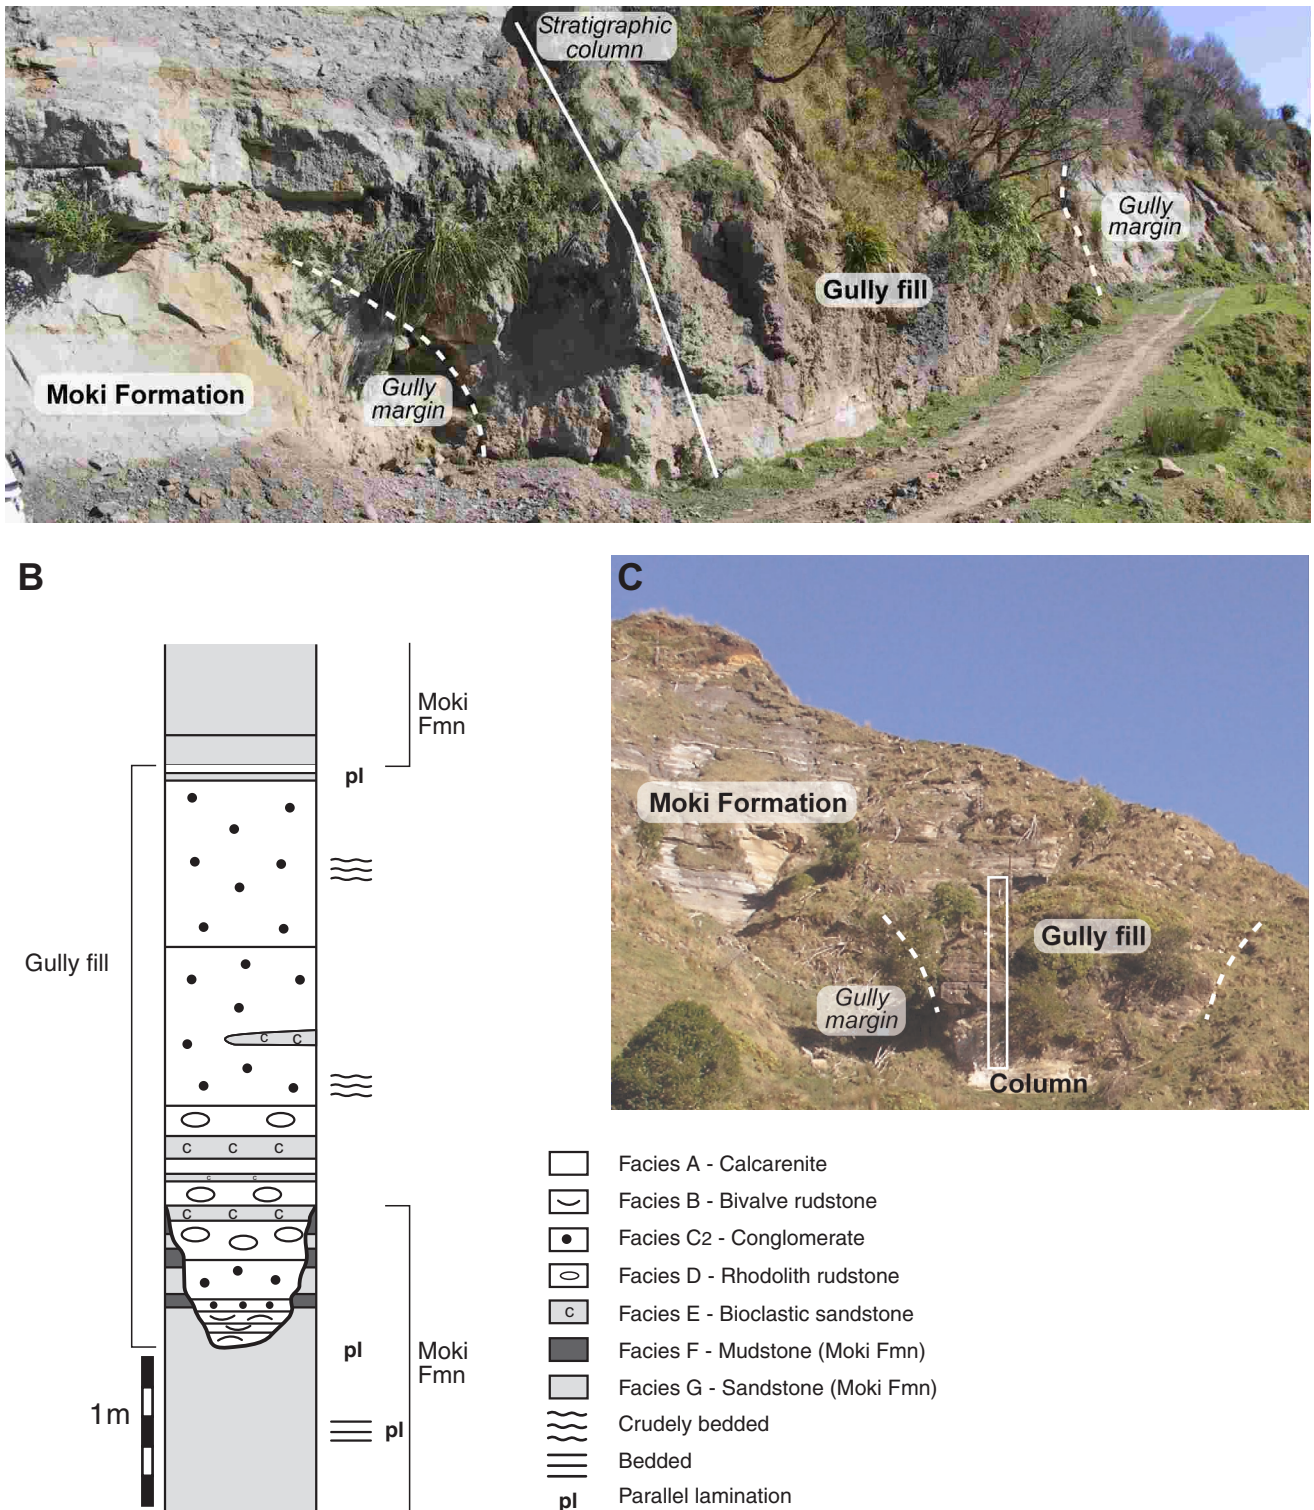 Stratigraphic
column
Gully
margin
Gully fill
Moki Formation
Gully
margin
B
Moki
Fmn
pl
Gully fill
C
C
C
C
C
c
c
C
C
C
pl
Moki
Fmn
1m
pl
C
Moki Formation
Gully fill
Gully
margin
Column
Facies A - Calcarenite
Facies B - Bivalve rudstone
Facies C2 - Conglomerate
Facies D - Rhodolith rudstone
C
Facies E - Bioclastic sandstone
Facies F - Mudstone (Moki Fmn)
Facies G - Sandstone (Moki Fmn)
Crudely bedded
Bedded
pl Parallel lamination